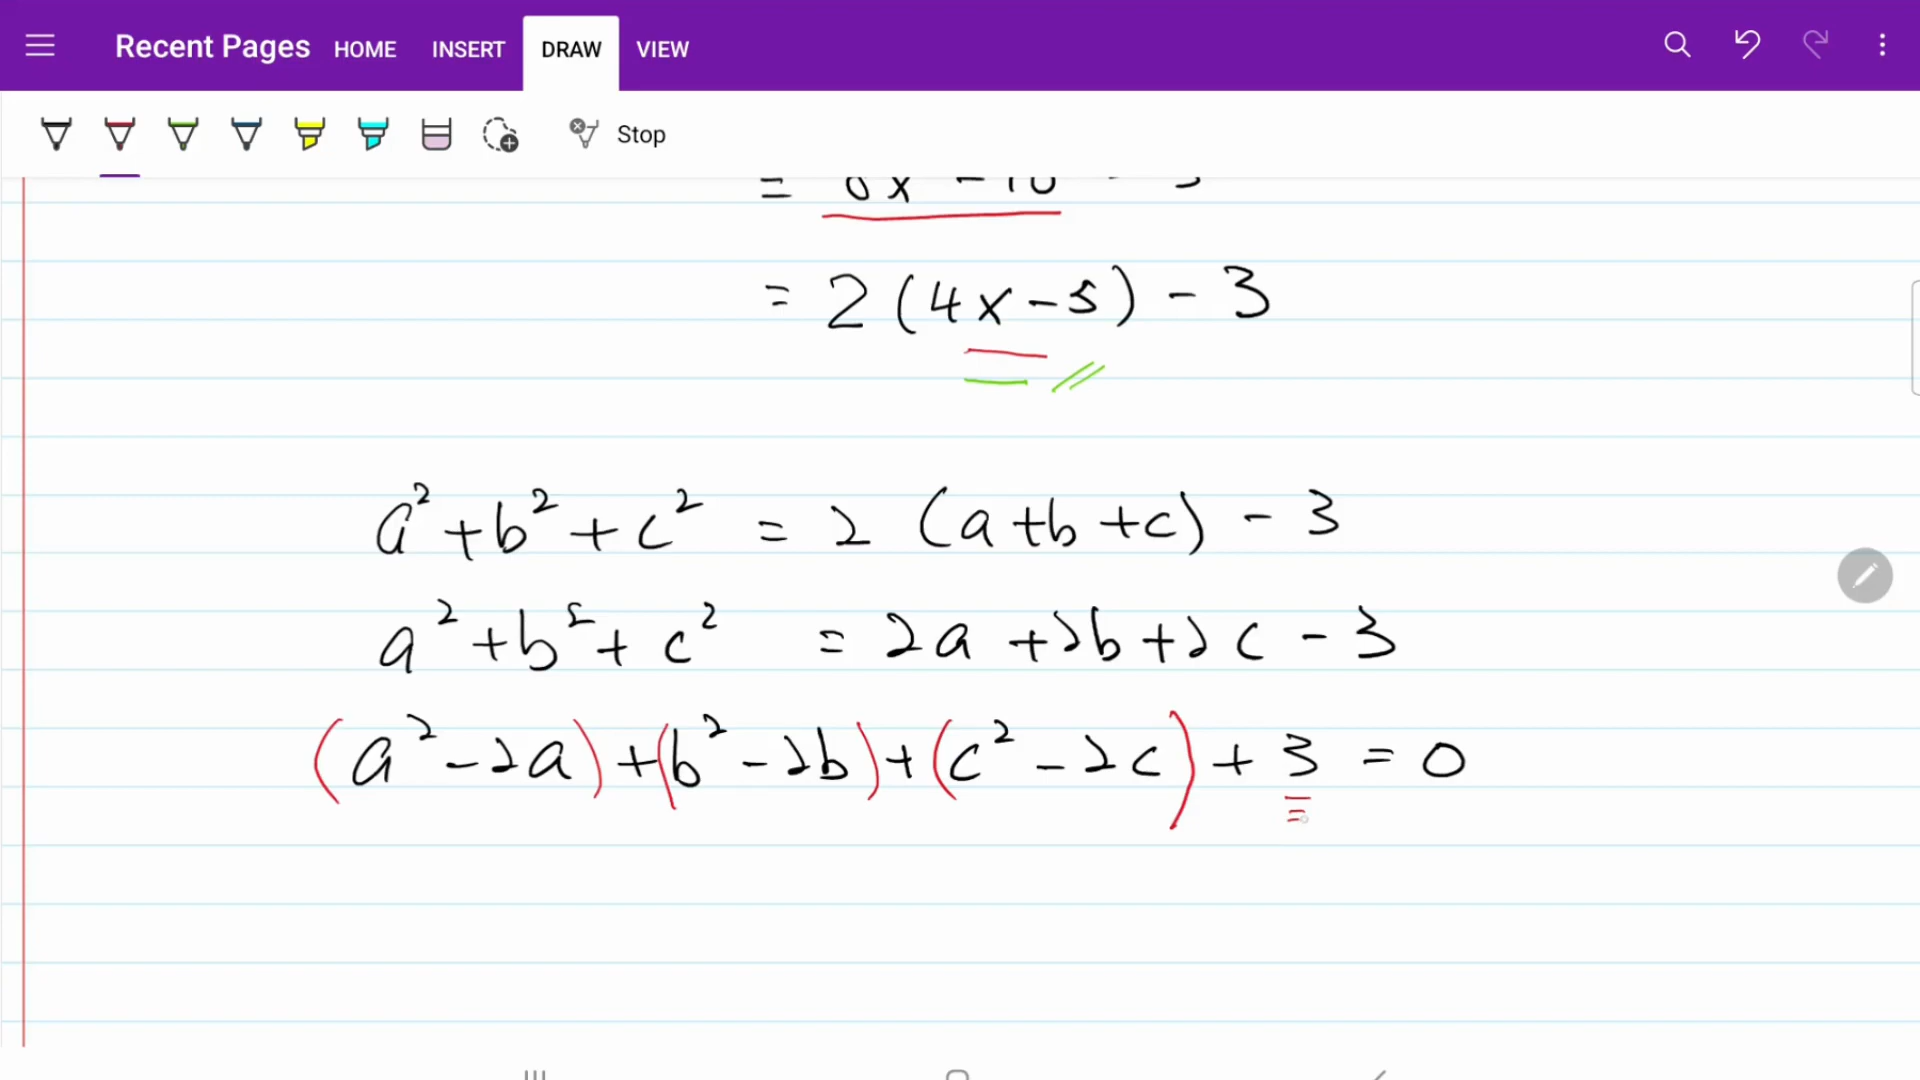 Recent Pages HOME INSERT DRAW VIEW
Stop
= 2 (4x - 5) - 3
a² + b² + c² = 2 (a + b + c) - 3
a² + b² + c² = 2a + 2b + 2c - 3
(a² - 2a) + (b² - 2b) + (c² - 2c) + 3 = 0